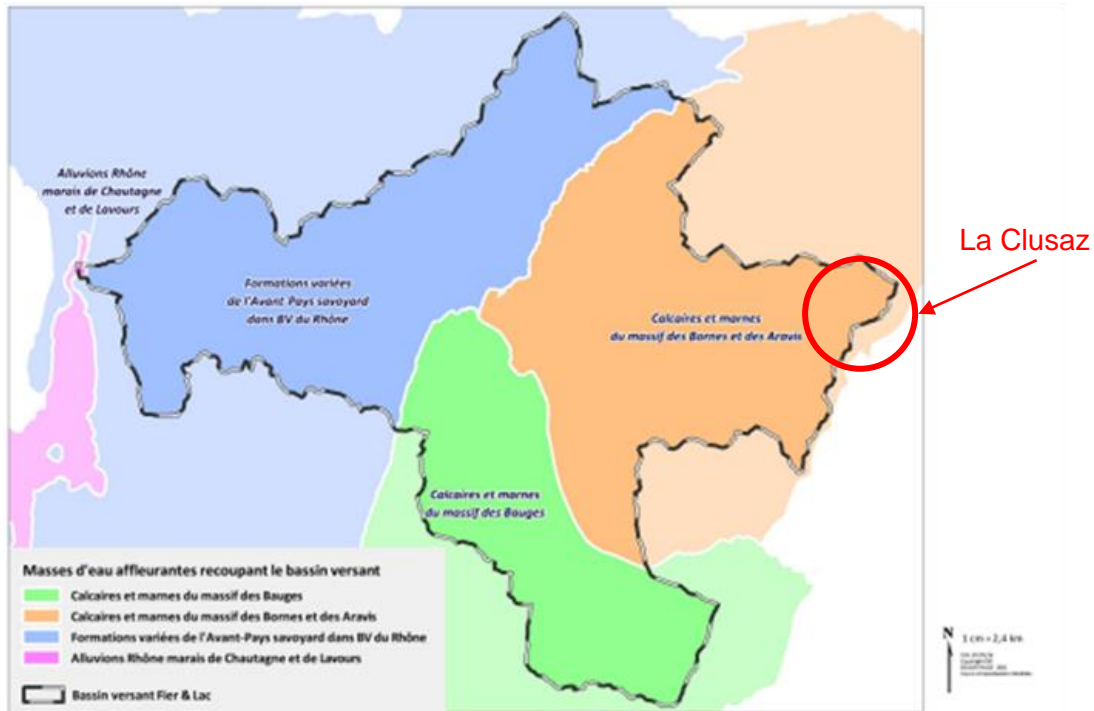 Alluvions Rhône
marais de Chautagne
et de Lavours
La Clusaz
Formations variées
de l'Avant Pays savoyard
dans BV du Rhône
Calcaires et marnes
du massif des Bornes et des Aravis
Calcaires et marnes
du massif des Bauges
Masses d'eau affleurantes recoupant le bassin versant
Calcaires et marnes du massif des Bauges
Calcaires et marnes du massif des Bornes et des Aravis
Formations variées de l'Avant-Pays savoyard dans BV du Rhône
Alluvions Rhône marais de Chautagne et de Lavours
Bassin versant Fier & Lac
N
1 cm = 2,4 km